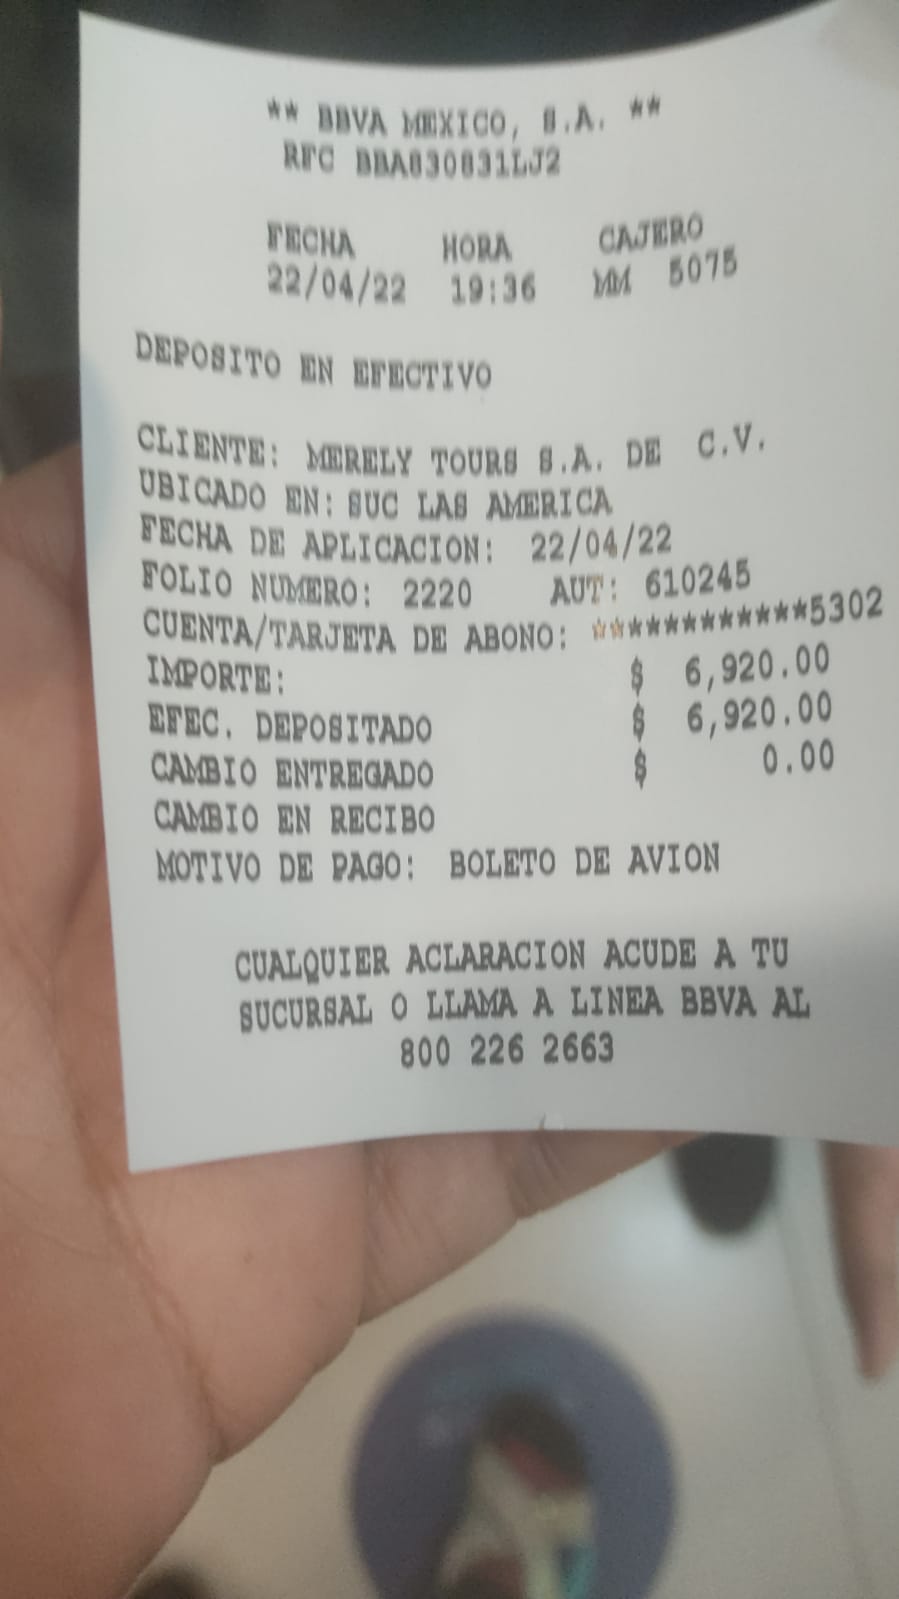 ** BBVA MEXICO, S.A. **
RFC BBA830831LJ2
FECHA HORA CAJERO
22/04/22 19:36 MM 5075
DEPOSITO EN EFECTIVO
CLIENTE: MERELY TOURS S.A. DE C.V.
UBICADO EN: SUC LAS AMERICA
FECHA DE APLICACION: 22/04/22
FOLIO NUMERO: 2220 AUT: 610245
CUENTA/TARJETA DE ABONO: ************5302
IMPORTE: $ 6,920.00
EFEC. DEPOSITADO $ 6,920.00
CAMBIO ENTREGADO $ 0.00
CAMBIO EN RECIBO
MOTIVO DE PAGO: BOLETO DE AVION
CUALQUIER ACLARACION ACUDE A TU
SUCURSAL O LLAMA A LINEA BBVA AL
800 226 2663